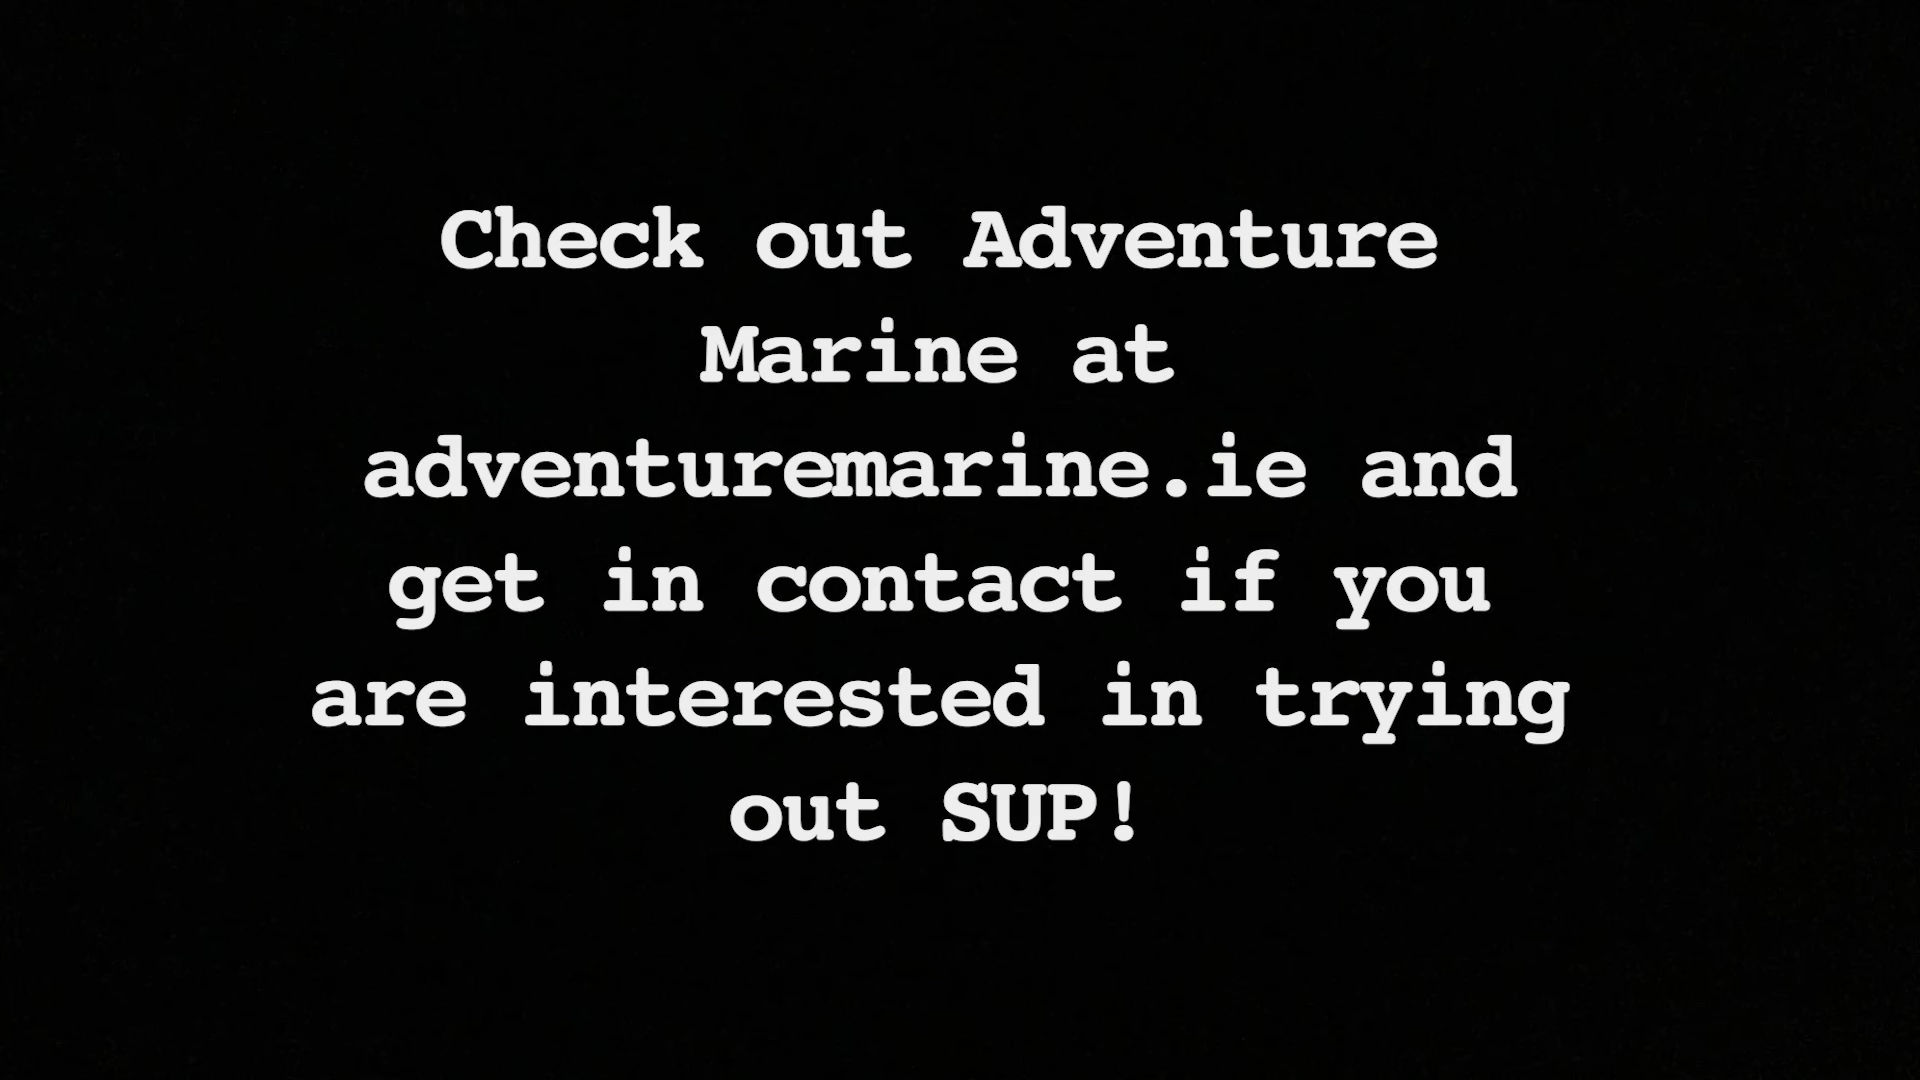 Check out Adventure
Marine at
adventuremarine.ie and
get in contact if you
are interested in trying
out SUP!